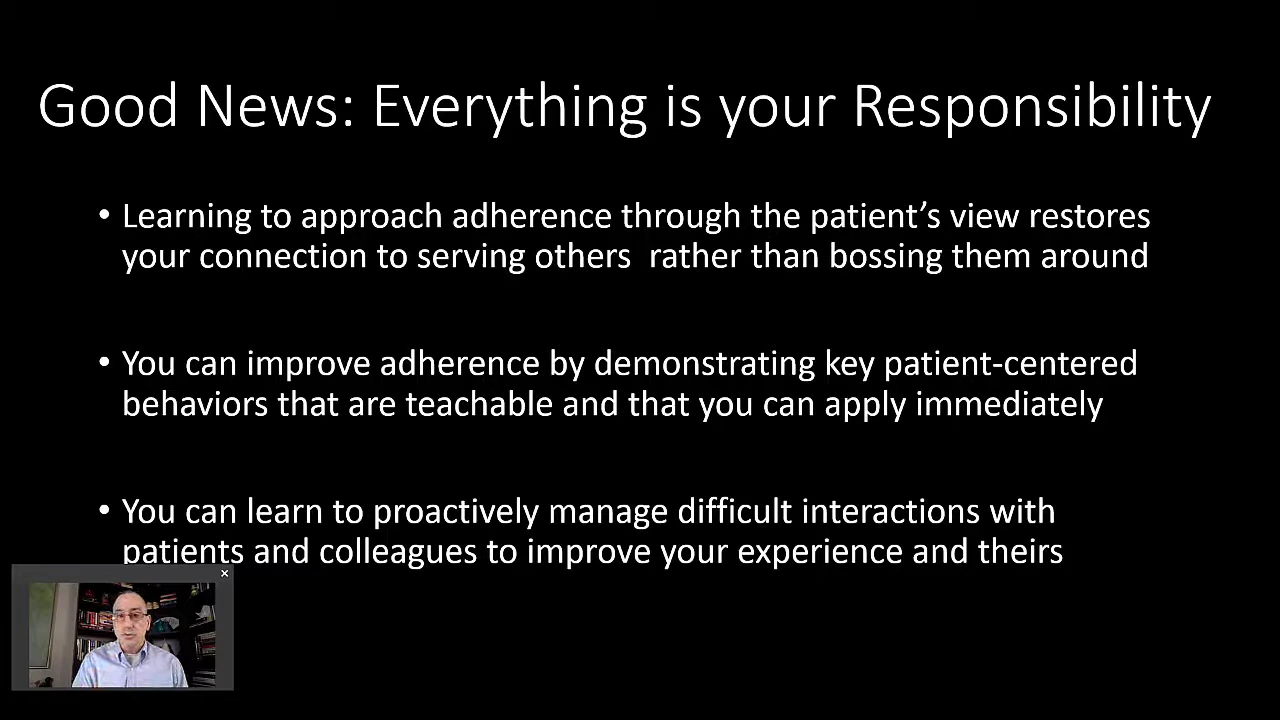 Good News: Everything is your Responsibility
• Learning to approach adherence through the patient’s view restores
your connection to serving others  rather than bossing them around
• You can improve adherence by demonstrating key patient-centered
behaviors that are teachable and that you can apply immediately
• You can learn to proactively manage difficult interactions with
patients and colleagues to improve your experience and theirs